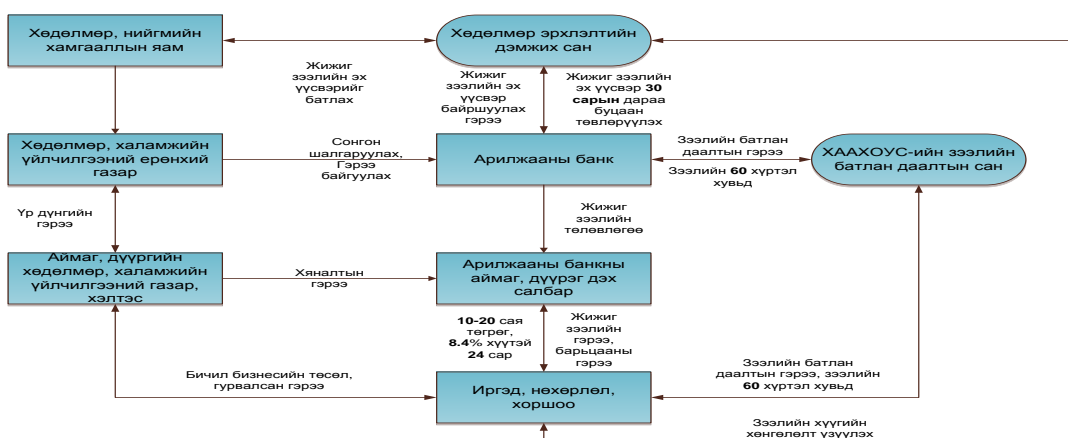 Хөдөлмөр, нийгмийн
хамгааллын яам
Хөдөлмөр эрхлэлтийн
дэмжих сан
Жижиг
зээлийн эх
үүсвэрийг
батлах
Жижиг
зээлийн эх
үүсвэр
байршуулах
гэрээ
Жижиг зээлийн
эх үүсвэр 30
сарын дараа
буцаан
төвлөрүүлэх
Хөдөлмөр, халамжийн
үйлчилгээний ерөнхий
газар
Сонгон
шалгаруулах,
Гэрээ
байгуулах
Арилжааны банк
Зээлийн батлан
даалтын гэрээ
Зээлийн 60 хүртэл
хувьд
ХААХОУС-ийн зээлийн
батлан даалтын сан
Үр дүнгийн
гэрээ
Жижиг
зээлийн
төлөвлөгөө
Аймаг, дүүргийн
хөдөлмөр, халамжийн
үйлчилгээний газар,
хэлтэс
Хяналтын
гэрээ
Арилжааны банкны
аймаг, дүүрэг дэх
салбар
10-20 сая
төгрөг,
8.4% хүүтэй
24 сар
Жижиг
зээлийн
гэрээ,
барьцааны
гэрээ
Бичил бизнесийн төсөл,
гурвалсан гэрээ
Иргэд, нөхөрлөл,
хоршоо
Зээлийн батлан
даалтын гэрээ, зээлийн
60 хүртэл хувьд
Зээлийн хүүгийн
хөнгөлөлт үзүүлэх